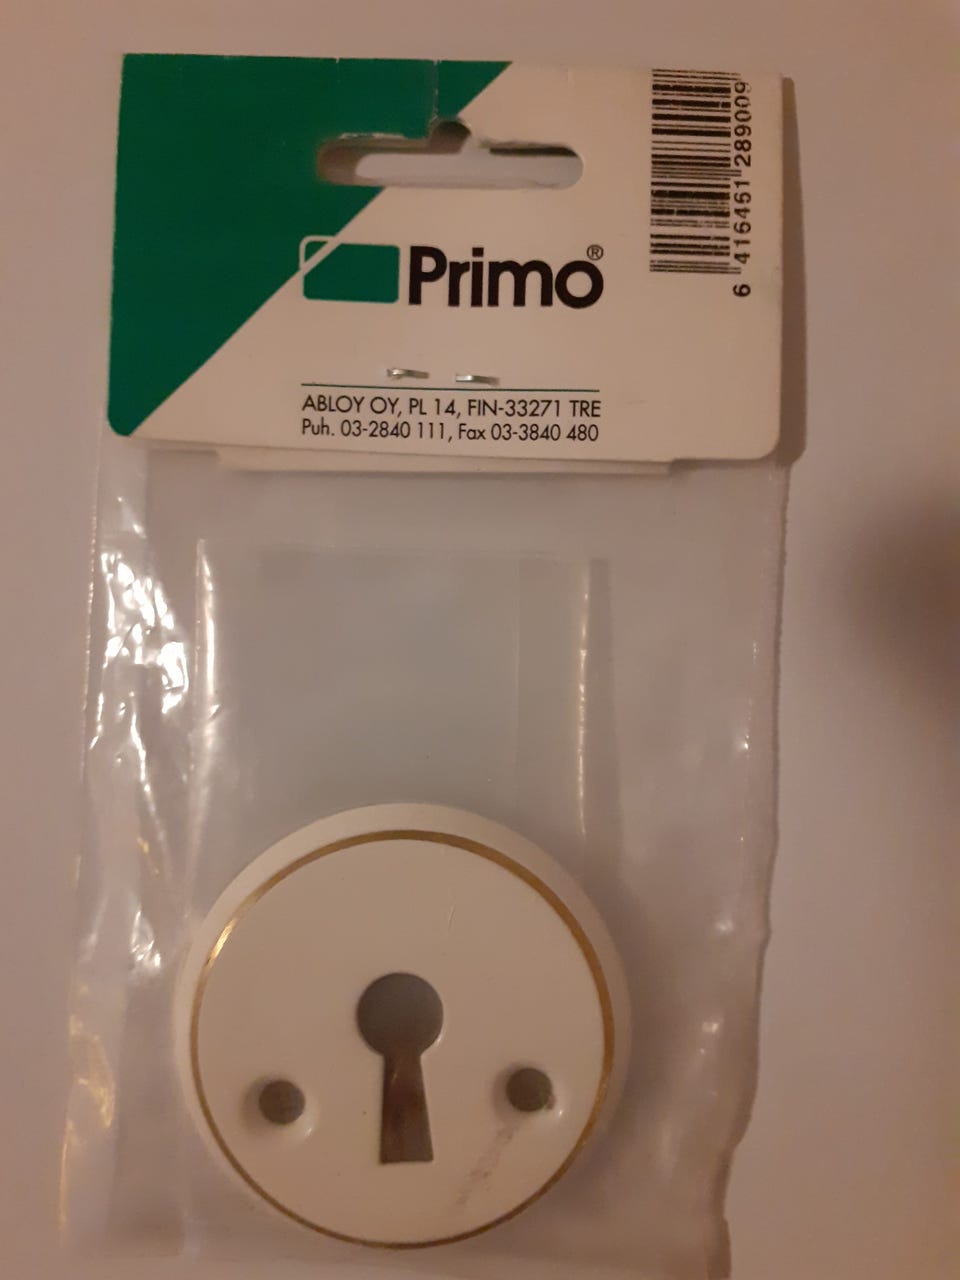 Primo®
ABLOY OY, PL 14, FIN-33271 TRE
Puh. 03-2840 111, Fax 03-3840 480
6 416451 289009